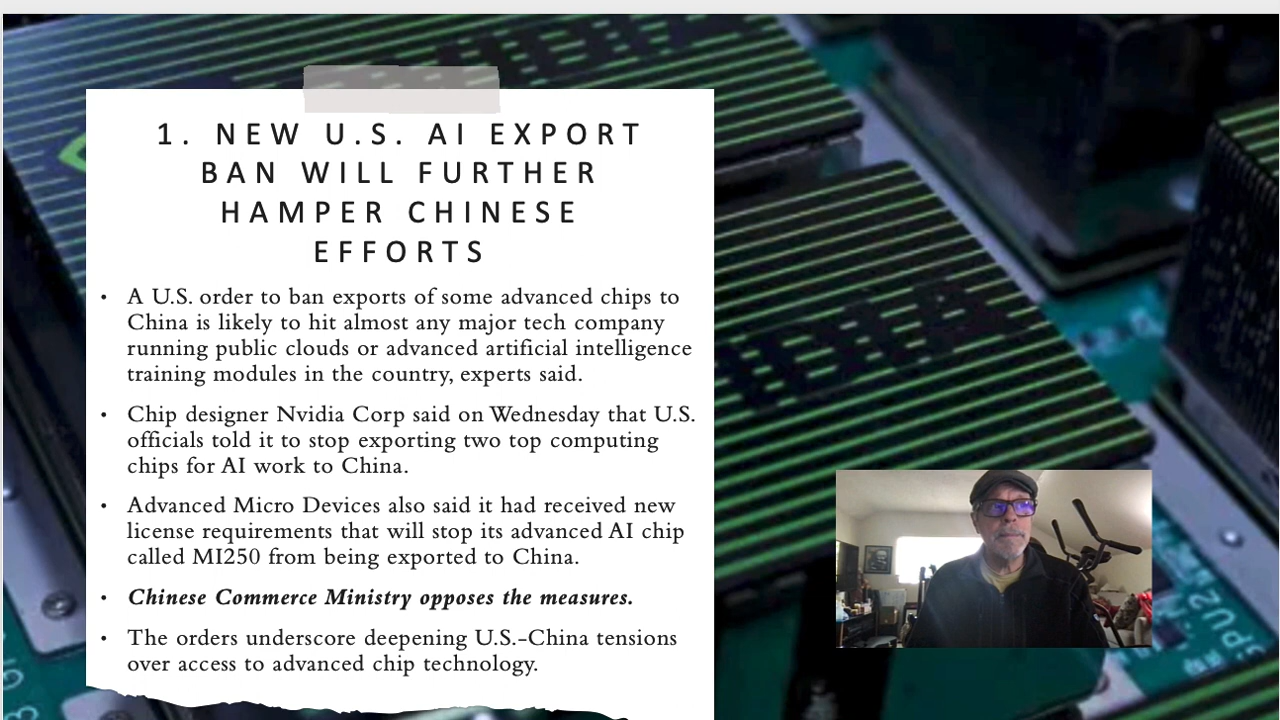 1. NEW U.S. AI EXPORT
BAN WILL FURTHER
HAMPER CHINESE
EFFORTS
• A U.S. order to ban exports of some advanced chips to
China is likely to hit almost any major tech company
running public clouds or advanced artificial intelligence
training modules in the country, experts said.
• Chip designer Nvidia Corp said on Wednesday that U.S.
officials told it to stop exporting two top computing
chips for AI work to China.
• Advanced Micro Devices also said it had received new
license requirements that will stop its advanced AI chip
called MI250 from being exported to China.
• Chinese Commerce Ministry opposes the measures.
• The orders underscore deepening U.S.-China tensions
over access to advanced chip technology.
GPU2